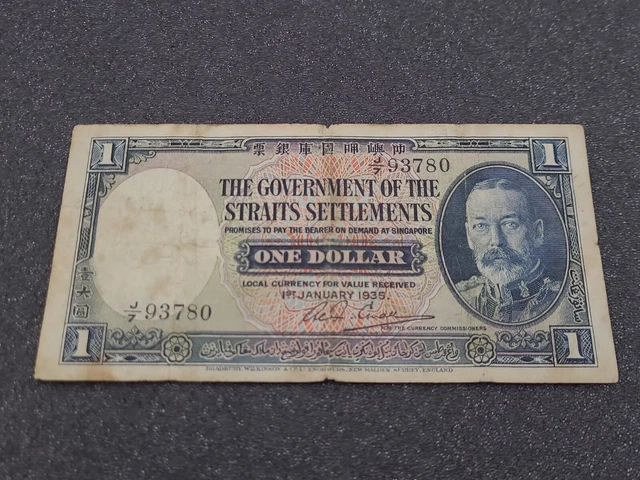 票銀庫國呷嶼叻
1
1
J/7 93780
THE GOVERNMENT OF THE
STRAITS SETTLEMENTS
PROMISES TO PAY THE BEARER ON DEMAND AT SINGAPORE
ONE DOLLAR
LOCAL CURRENCY FOR VALUE RECEIVED
1ST JANUARY 1935.
壹大圓
J/7 93780
FOR THE CURRENCY COMMISSIONERS
1
1
BRADBURY WILKINSON & Co. Ld. ENGRAVERS, NEW MALDEN, SURREY, ENGLAND